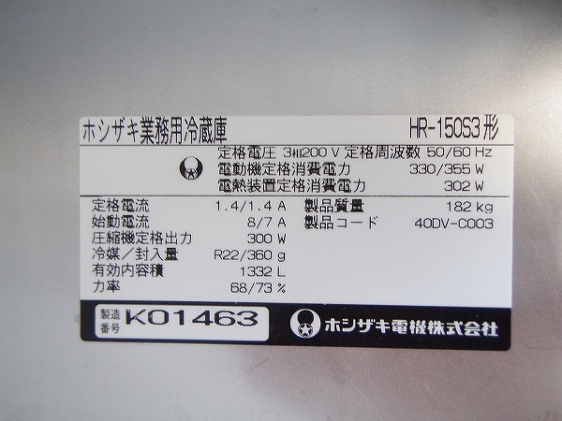 ホシザキ業務用冷蔵庫 HR-150S3形
定格電圧 3相200 V 定格周波数 50/60 Hz
電動機定格消費電力 330/355 W
電熱装置定格消費電力 302 W
定格電流 1.4/1.4 A 製品質量 182 kg
始動電流 8/7 A 製品コード 40DV-C003
圧縮機定格出力 300 W
冷媒/封入量 R22/360 g
有効内容積 1332 L
力率 68/73 %
製造番号 K01463 ホシザキ電機株式会社